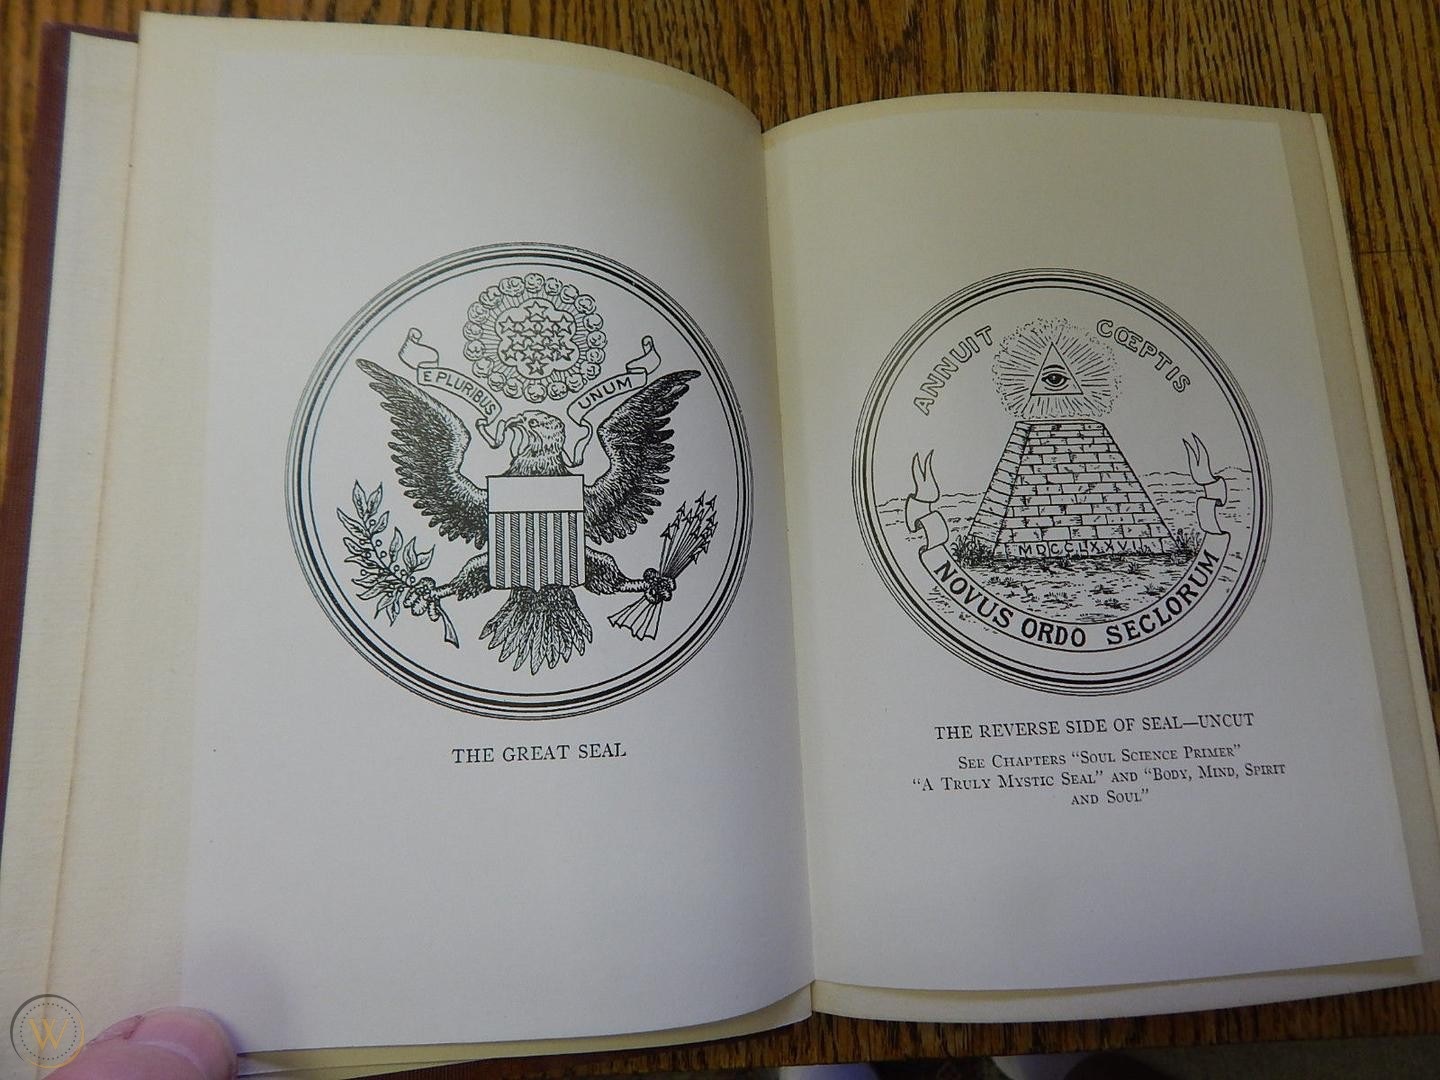 E PLURIBUS UNUM
THE GREAT SEAL
ANNUIT CŒPTIS
MDCCLXXVI
NOVUS ORDO SECLORUM
THE REVERSE SIDE OF SEAL—UNCUT
See Chapters “Soul Science Primer”
“A Truly Mystic Seal” and “Body, Mind, Spirit
and Soul”
W